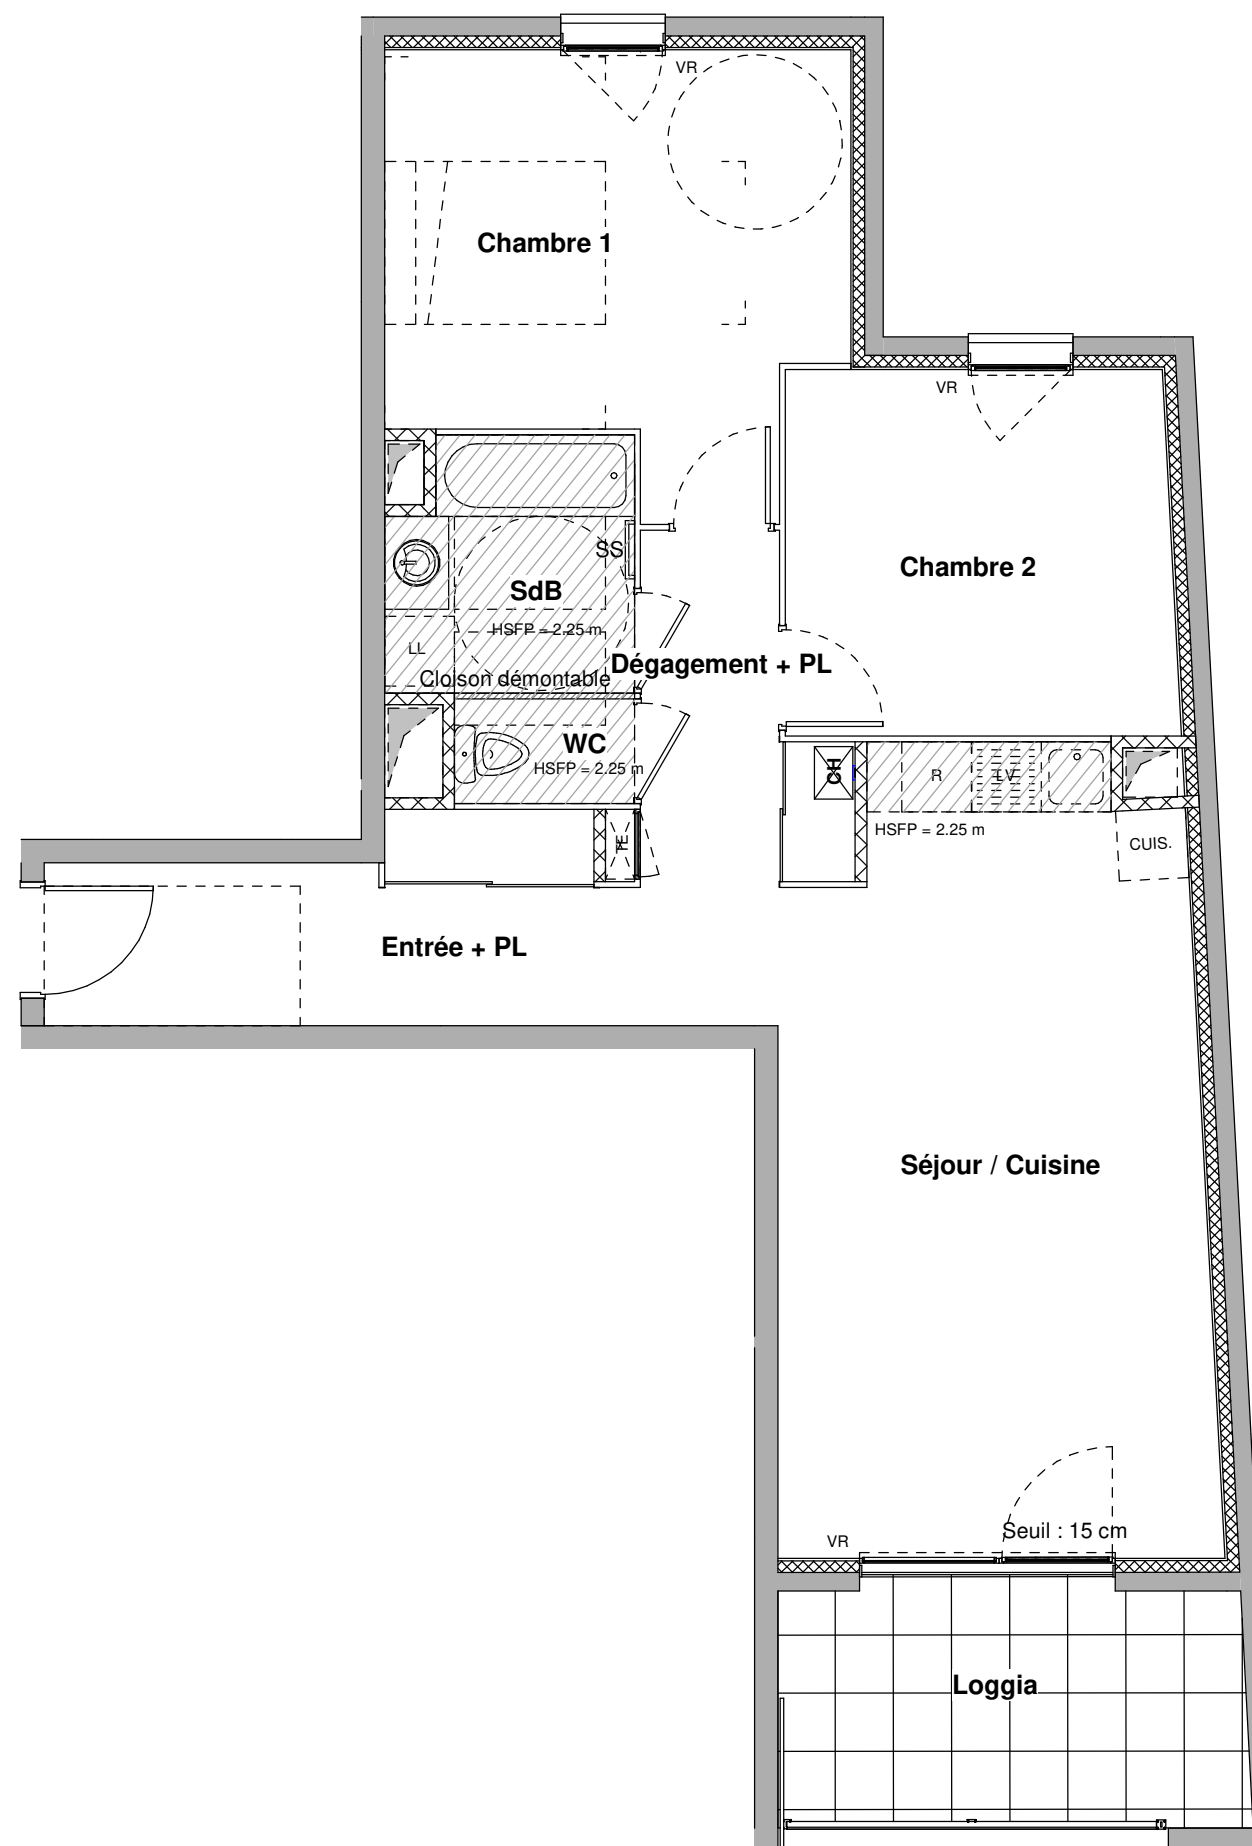 VR
Chambre 1
VR
SS
Chambre 2
SdB
HSFP = 2.25 m
LL
Dégagement + PL
Cloison démontable
WC
HSFP = 2.25 m
CH
R
LV
HSFP = 2.25 m
CUIS.
TE
Entrée + PL
Séjour / Cuisine
Seuil : 15 cm
VR
Loggia